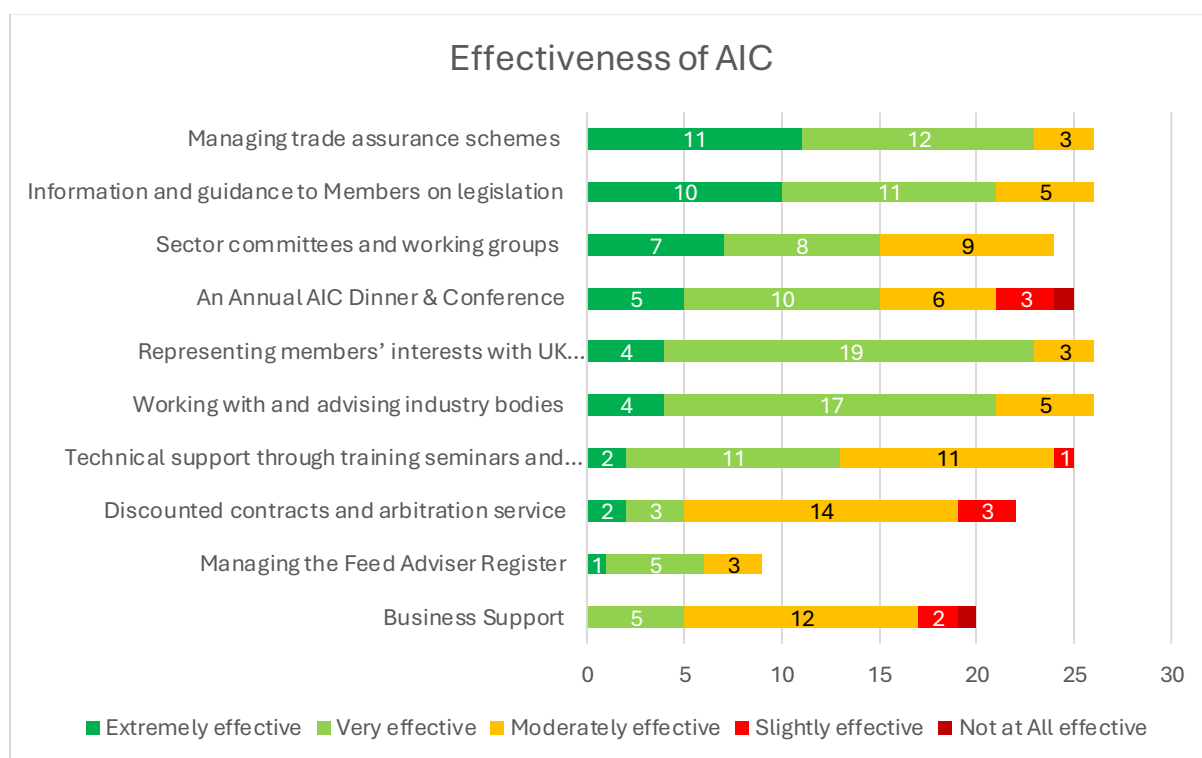 Effectiveness of AIC
Managing trade assurance schemes 11 12 3
Information and guidance to Members on legislation 10 11 5
Sector committees and working groups 7 8 9
An Annual AIC Dinner & Conference 5 10 6 3
Representing members’ interests with UK... 4 19 3
Working with and advising industry bodies 4 17 5
Technical support through training seminars and... 2 11 11 1
Discounted contracts and arbitration service 2 3 14 3
Managing the Feed Adviser Register 1 5 3
Business Support 5 12 2
0 5 10 15 20 25 30
Extremely effective Very effective Moderately effective Slightly effective Not at All effective